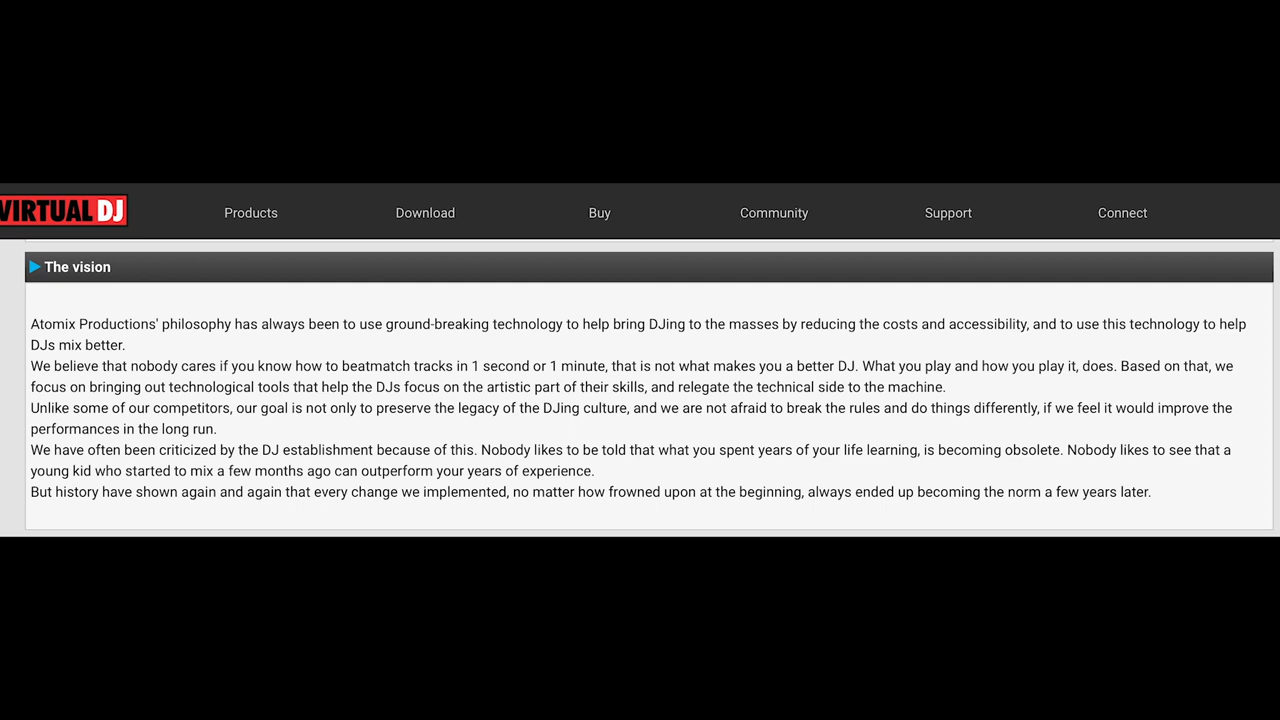 VIRTUAL DJ
Products
Download
Buy
Community
Support
Connect
The vision
Atomix Productions' philosophy has always been to use ground-breaking technology to help bring DJing to the masses by reducing the costs and accessibility, and to use this technology to help
DJs mix better.
We believe that nobody cares if you know how to beatmatch tracks in 1 second or 1 minute, that is not what makes you a better DJ. What you play and how you play it, does. Based on that, we
focus on bringing out technological tools that help the DJs focus on the artistic part of their skills, and relegate the technical side to the machine.
Unlike some of our competitors, our goal is not only to preserve the legacy of the DJing culture, and we are not afraid to break the rules and do things differently, if we feel it would improve the
performances in the long run.
We have often been criticized by the DJ establishment because of this. Nobody likes to be told that what you spent years of your life learning, is becoming obsolete. Nobody likes to see that a
young kid who started to mix a few months ago can outperform your years of experience.
But history have shown again and again that every change we implemented, no matter how frowned upon at the beginning, always ended up becoming the norm a few years later.